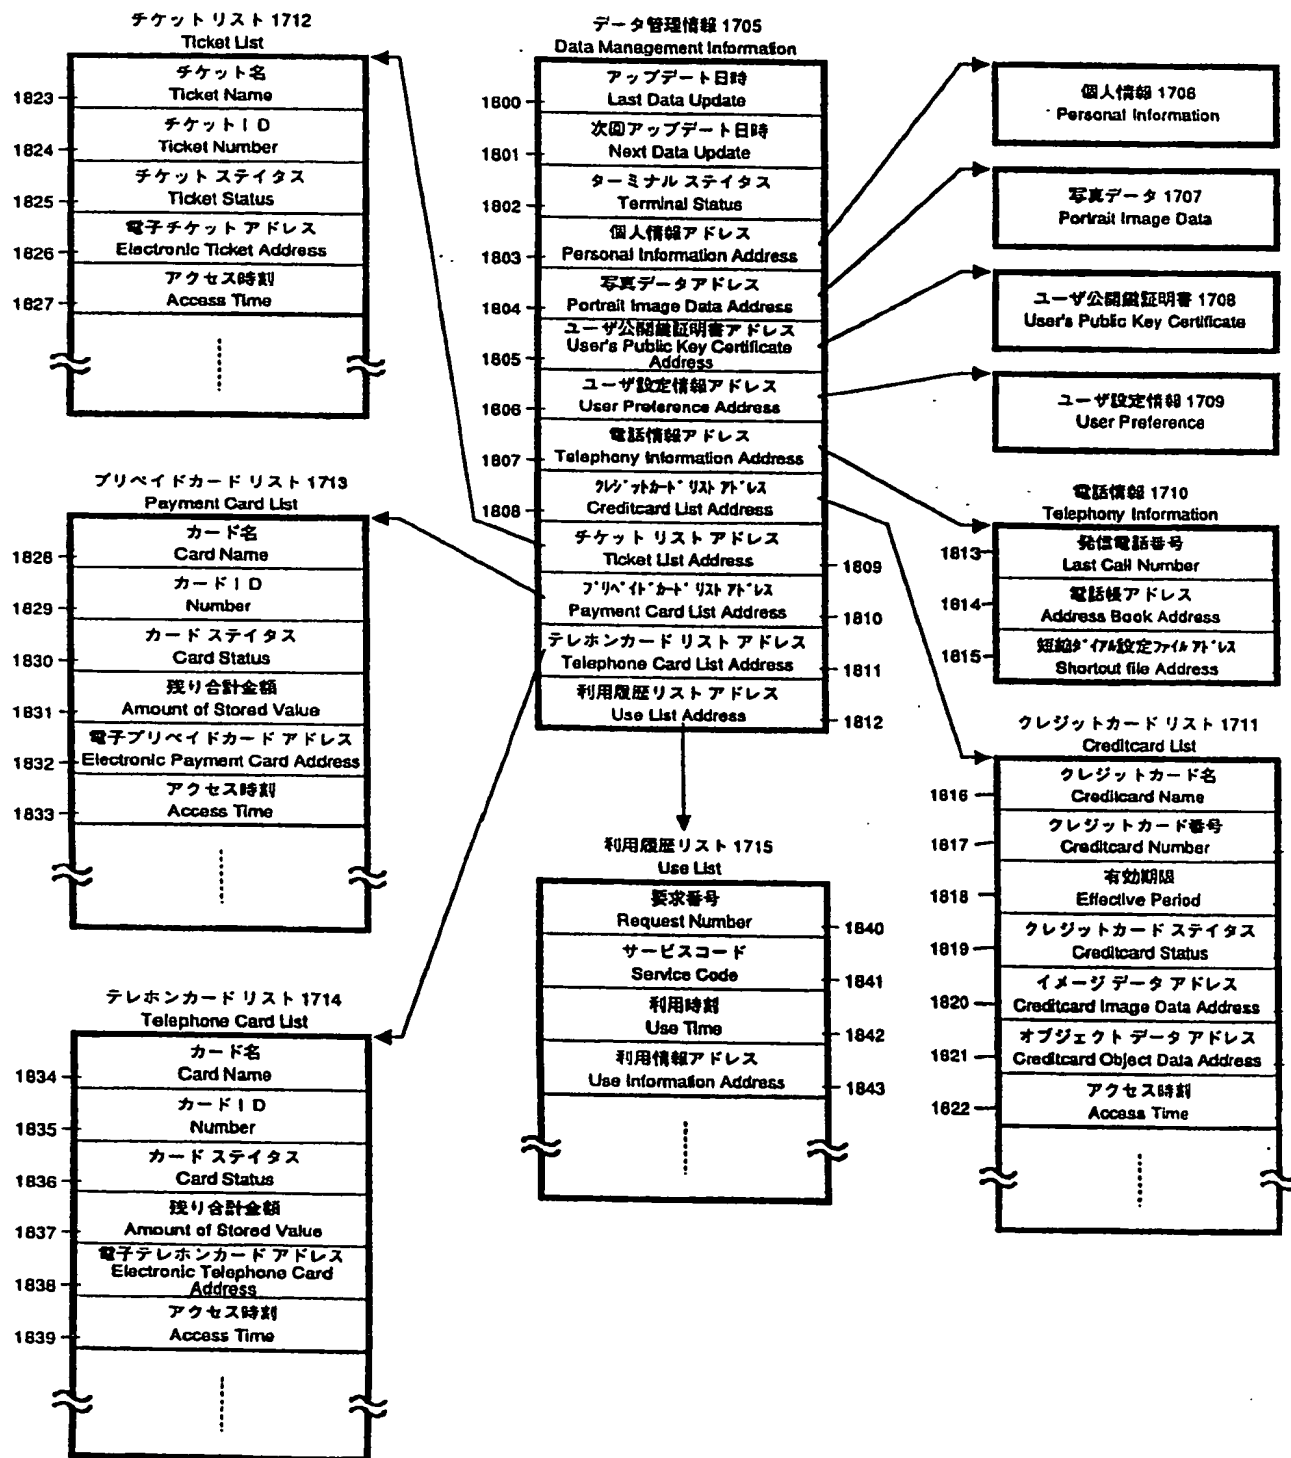 チケット リスト 1712
Ticket List
チケット名
Ticket Name
1823
チケットID
Ticket Number
1824
チケット ステイタス
Ticket Status
1825
電子チケット アドレス
Electronic Ticket Address
1826
アクセス時刻
Access Time
1827
プリペイドカード リスト 1713
Payment Card List
カード名
Card Name
1828
カードID
Number
1829
カード ステイタス
Card Status
1830
残り合計金額
Amount of Stored Value
1831
電子プリペイドカード アドレス
Electronic Payment Card Address
1832
アクセス時刻
Access Time
1833
テレホンカード リスト 1714
Telephone Card List
カード名
Card Name
1834
カードID
Number
1835
カード ステイタス
Card Status
1836
残り合計金額
Amount of Stored Value
1837
電子テレホンカード アドレス
Electronic Telephone Card
Address
1838
アクセス時刻
Access Time
1839
データ管理情報 1705
Data Management Information
アップデート日時
Last Data Update
1800
次回アップデート日時
Next Data Update
1801
ターミナル ステイタス
Terminal Status
1802
個人情報アドレス
Personal Information Address
1803
写真データアドレス
Portrait Image Data Address
1804
ユーザ公開鍵証明書アドレス
User's Public Key Certificate
Address
1805
ユーザ設定情報アドレス
User Preference Address
1806
電話情報アドレス
Telephony Information Address
1807
クレジットカード リスト アドレス
Creditcard List Address
1808
チケット リスト アドレス
Ticket List Address
1809
プリペイドカード リスト アドレス
Payment Card List Address
1810
テレホンカード リスト アドレス
Telephone Card List Address
1811
利用履歴リスト アドレス
Use List Address
1812
利用履歴リスト 1715
Use List
要求番号
Request Number
1840
サービスコード
Service Code
1841
利用時刻
Use Time
1842
利用情報アドレス
Use Information Address
1843
個人情報 1706
Personal Information
写真データ 1707
Portrait Image Data
ユーザ公開鍵証明書 1708
User's Public Key Certificate
ユーザ設定情報 1709
User Preference
電話情報 1710
Telephony Information
発信電話番号
Last Call Number
1813
電話帳アドレス
Address Book Address
1814
短縮ダイアル設定ファイル アドレス
Shortcut file Address
1815
クレジットカード リスト 1711
Creditcard List
クレジットカード名
Creditcard Name
1816
クレジットカード番号
Creditcard Number
1817
有効期限
Effective Period
1818
クレジットカード ステイタス
Creditcard Status
1819
イメージ データ アドレス
Creditcard Image Data Address
1820
オブジェクト データ アドレス
Creditcard Object Data Address
1821
アクセス時刻
Access Time
1822